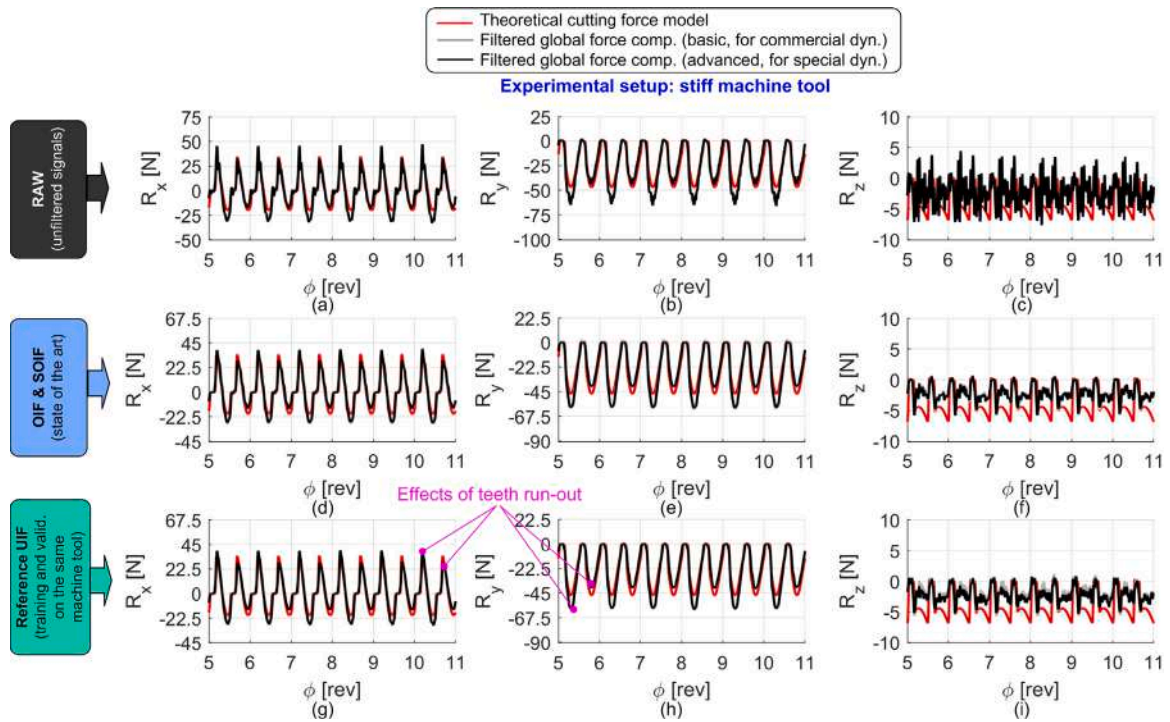 Theoretical cutting force model
Filtered global force comp. (basic, for commercial dyn.)
Filtered global force comp. (advanced, for special dyn.)
Experimental setup: stiff machine tool
RAW
(unfiltered signals)
R_x [N]
75
50
25
0
-25
-50
5 6 7 8 9 10 11
ϕ [rev]
(a)
R_y [N]
25
0
-25
-50
-75
-100
5 6 7 8 9 10 11
ϕ [rev]
(b)
R_z [N]
10
5
0
-5
-10
5 6 7 8 9 10 11
ϕ [rev]
(c)
OIF & SOIF
(state of the art)
R_x [N]
67.5
45
22.5
0
-22.5
-45
5 6 7 8 9 10 11
ϕ [rev]
(d)
R_y [N]
22.5
0
-22.5
-45
-67.5
-90
5 6 7 8 9 10 11
ϕ [rev]
(e)
R_z [N]
10
5
0
-5
-10
5 6 7 8 9 10 11
ϕ [rev]
(f)
Effects of teeth run-out
Reference UIF
(training and valid.
on the same
machine tool)
R_x [N]
67.5
45
22.5
0
-22.5
-45
5 6 7 8 9 10 11
ϕ [rev]
(g)
R_y [N]
22.5
0
-22.5
-45
-67.5
-90
5 6 7 8 9 10 11
ϕ [rev]
(h)
R_z [N]
10
5
0
-5
-10
5 6 7 8 9 10 11
ϕ [rev]
(i)